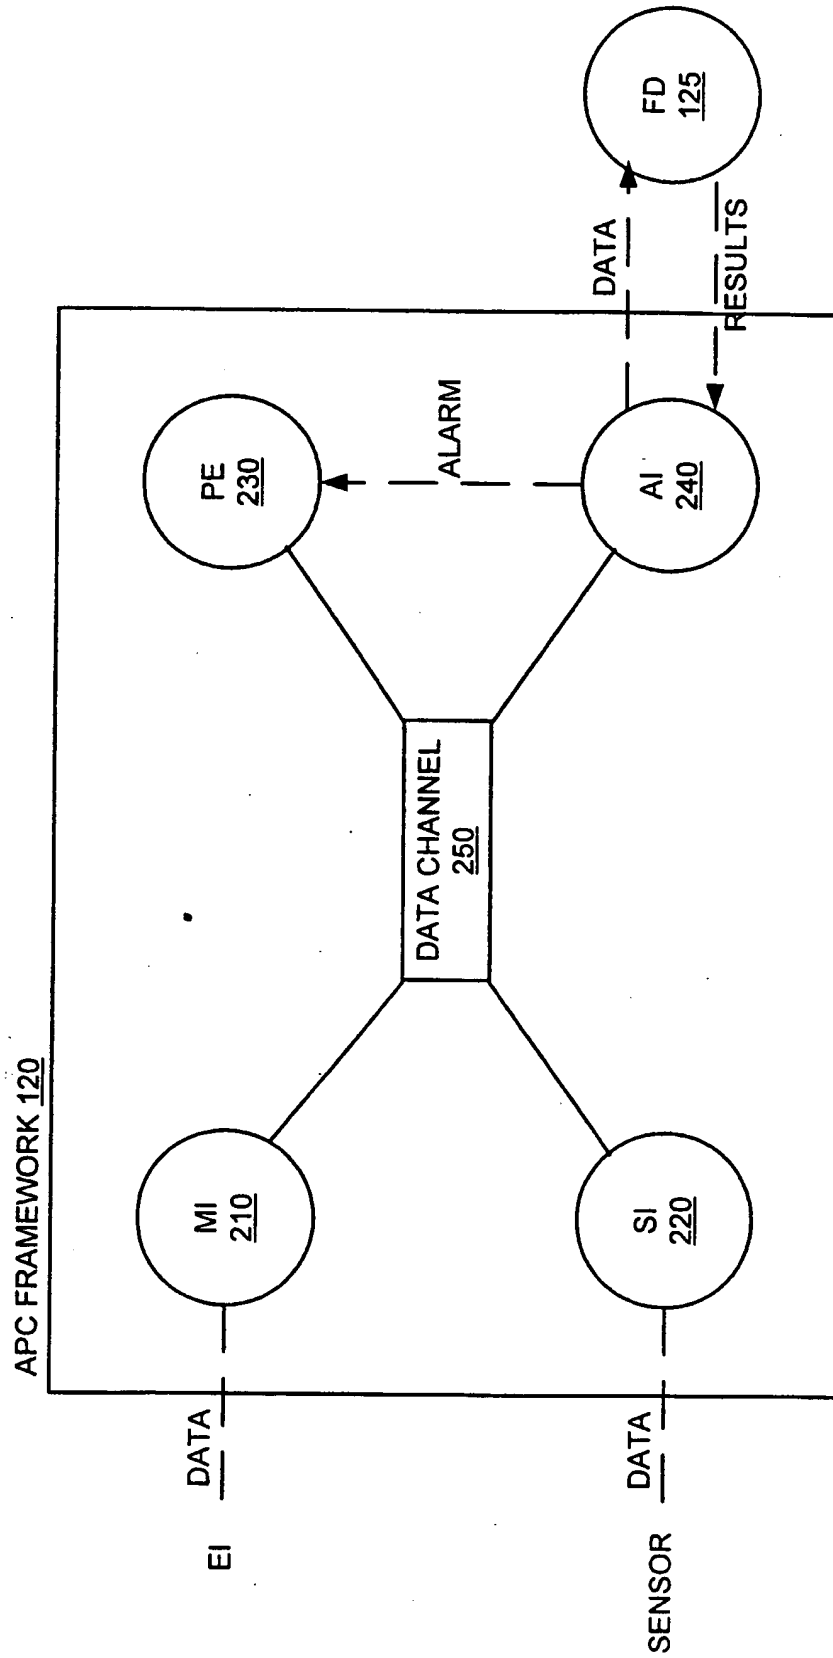 APC FRAMEWORK 120
EI
DATA
MI
210
PE
230
DATA CHANNEL
250
ALARM
SENSOR
DATA
SI
220
AI
240
DATA
RESULTS
FD
125